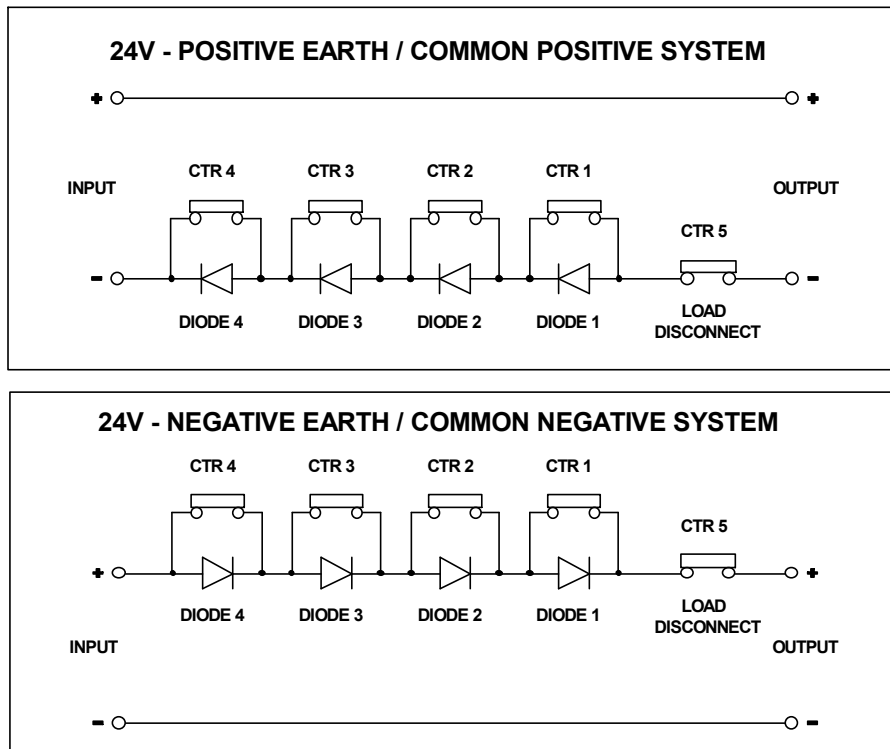 24V - POSITIVE EARTH / COMMON POSITIVE SYSTEM
+ +
CTR 4 CTR 3 CTR 2 CTR 1
INPUT OUTPUT
CTR 5
- -
DIODE 4 DIODE 3 DIODE 2 DIODE 1 LOAD
DISCONNECT
24V - NEGATIVE EARTH / COMMON NEGATIVE SYSTEM
CTR 4 CTR 3 CTR 2 CTR 1
CTR 5
+ +
DIODE 4 DIODE 3 DIODE 2 DIODE 1 LOAD
DISCONNECT
INPUT OUTPUT
- -